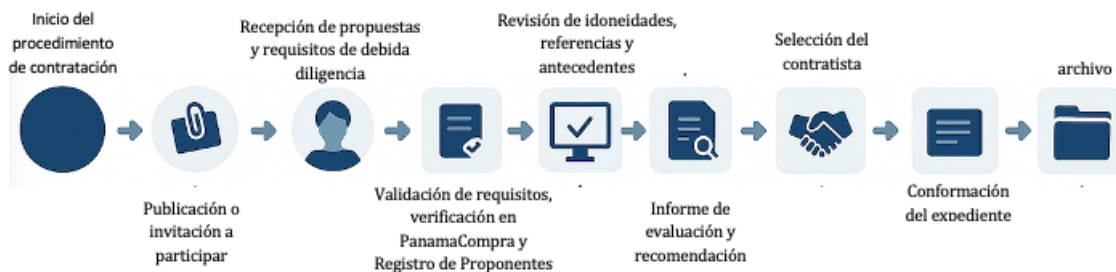 Inicio del
procedimiento
de contratación
Publicación o
invitación a
participar
Recepción de propuestas
y requisitos de debida
diligencia
Validación de requisitos,
verificación en
PanamaCompra y
Registro de Proponentes
Revisión de idoneidades,
referencias y
antecedentes
Informe de
evaluación y
recomendación
Selección del
contratista
Conformación
del expediente
archivo